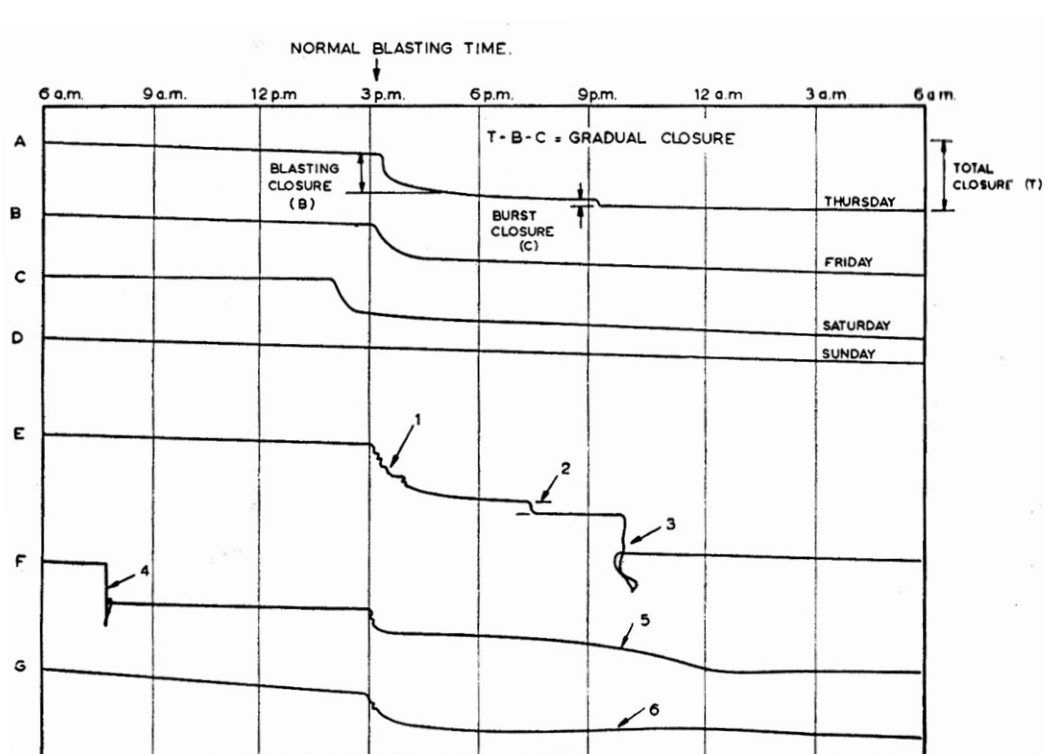 NORMAL BLASTING TIME.
6 a.m. 9 a.m. 12 p.m 3 p.m. 6 p.m. 9 p.m. 12 a.m 3 a.m 6 a.m.
A
T - B - C = GRADUAL CLOSURE
BLASTING
CLOSURE
(B)
BURST
CLOSURE
(C)
TOTAL
CLOSURE (T)
THURSDAY
B
FRIDAY
C
SATURDAY
D
SUNDAY
E
1
2
3
F
4
5
G
6